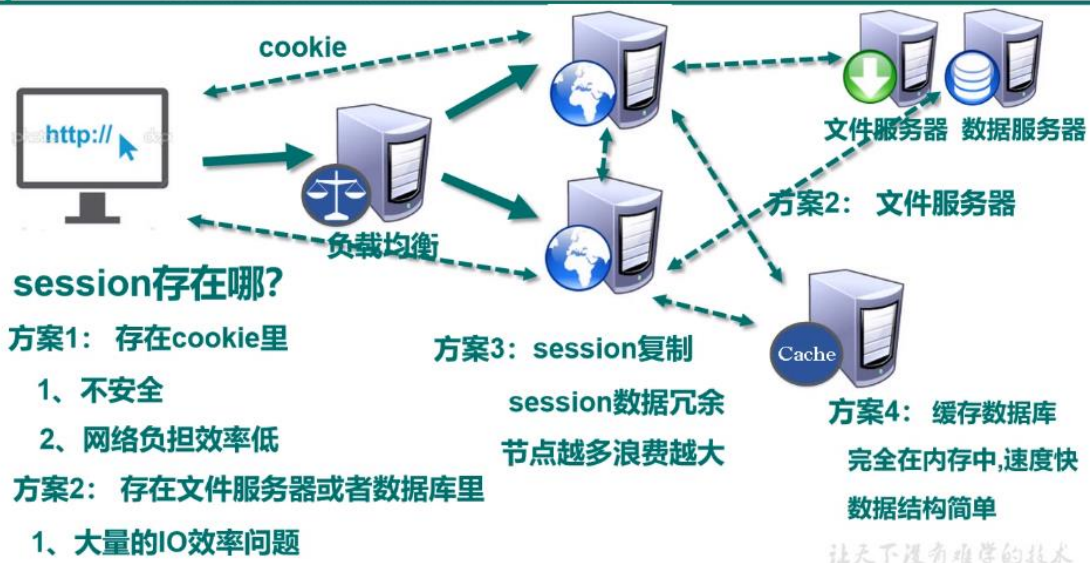 cookie
http://
负载均衡
文件服务器 数据服务器
方案2： 文件服务器
session存在哪?
方案1： 存在cookie里
1、不安全
2、网络负担效率低
方案2： 存在文件服务器或者数据库里
1、大量的IO效率问题
方案3：session复制
session数据冗余
节点越多浪费越大
Cache
方案4： 缓存数据库
完全在内存中,速度快
数据结构简单
让天下没有难学的技术